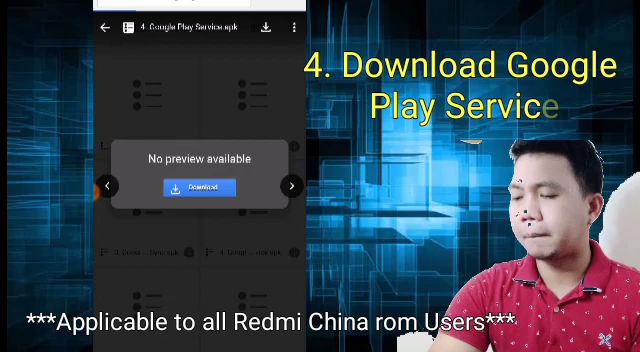 4. Google Play Service.apk
4. Download Google
Play Service
No preview available
Download
***Applicable to all Redmi China rom Users***